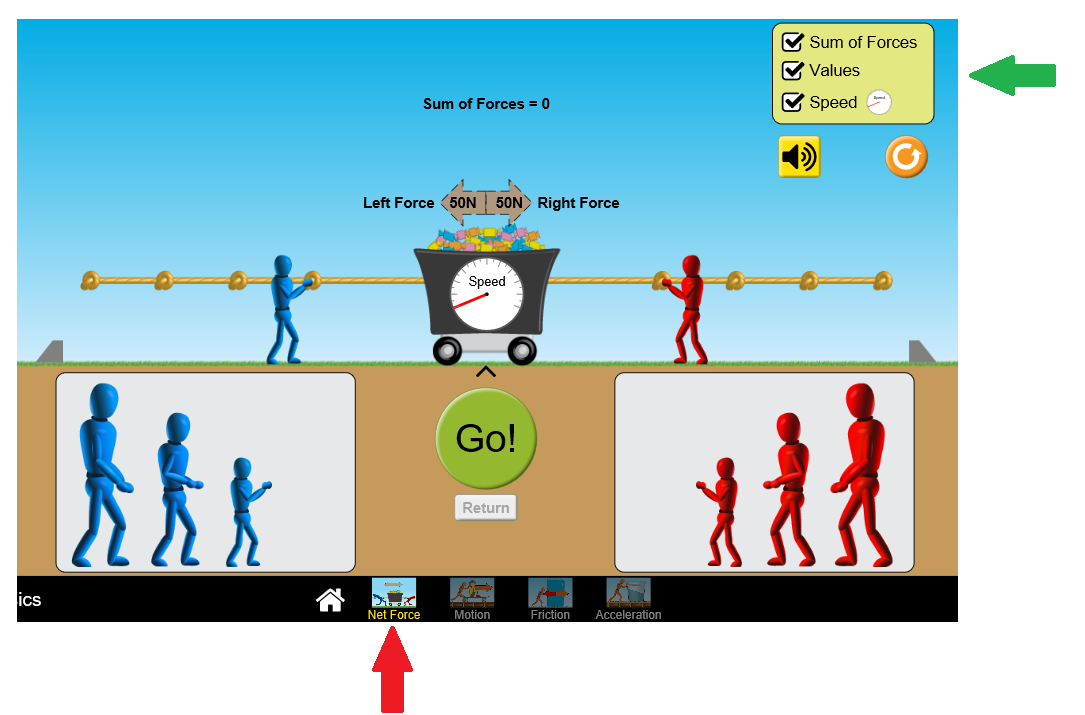 Sum of Forces
Values
Speed
Sum of Forces = 0
Left Force 50N 50N Right Force
Speed
Go!
Return
ics
Net Force Motion Friction Acceleration